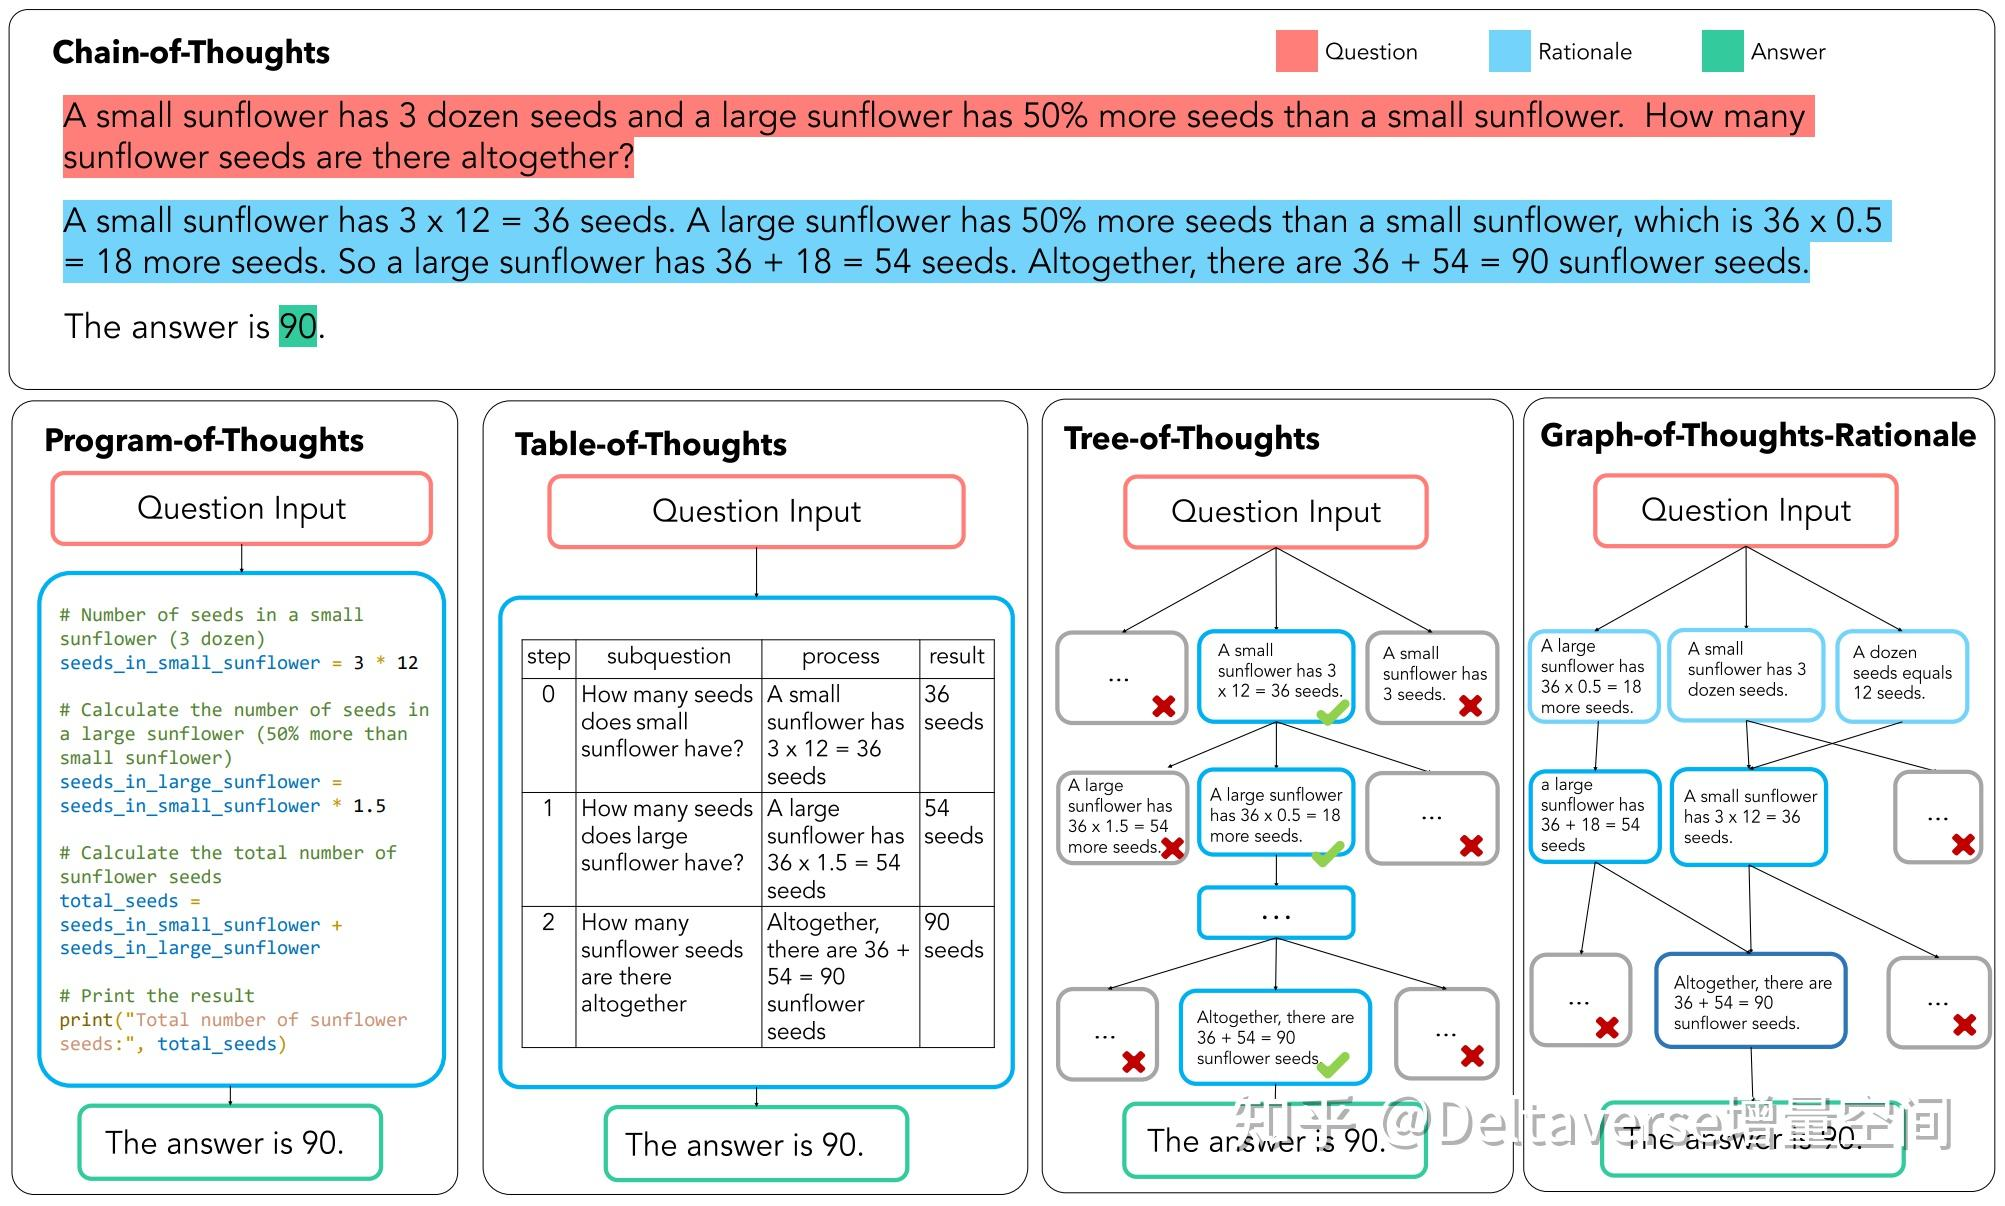 Chain-of-Thoughts
Question
Rationale
Answer
A small sunflower has 3 dozen seeds and a large sunflower has 50% more seeds than a small sunflower.  How many
sunflower seeds are there altogether?
A small sunflower has 3 x 12 = 36 seeds. A large sunflower has 50% more seeds than a small sunflower, which is 36 x 0.5
= 18 more seeds. So a large sunflower has 36 + 18 = 54 seeds. Altogether, there are 36 + 54 = 90 sunflower seeds.
The answer is 90.
Program-of-Thoughts
Question Input
# Number of seeds in a small
sunflower (3 dozen)
seeds_in_small_sunflower = 3 * 12
# Calculate the number of seeds in
a large sunflower (50% more than
small sunflower)
seeds_in_large_sunflower =
seeds_in_small_sunflower * 1.5
# Calculate the total number of
sunflower seeds
total_seeds =
seeds_in_small_sunflower +
seeds_in_large_sunflower
# Print the result
print("Total number of sunflower
seeds:", total_seeds)
The answer is 90.
Table-of-Thoughts
Question Input
step
subquestion
process
result
0
How many seeds
does small
sunflower have?
A small
sunflower has
3 x 12 = 36
seeds
36
seeds
1
How many seeds
does large
sunflower have?
A large
sunflower has
36 x 1.5 = 54
seeds
54
seeds
2
How many
sunflower seeds
are there
altogether
Altogether,
there are 36 +
54 = 90
sunflower
seeds
90
seeds
The answer is 90.
Tree-of-Thoughts
Question Input
...
A small
sunflower has 3
x 12 = 36 seeds.
A small
sunflower has
3 seeds.
A large
sunflower has
36 x 1.5 = 54
more seeds.
A large sunflower
has 36 x 0.5 = 18
more seeds.
...
...
...
Altogether, there are
36 + 54 = 90
sunflower seeds.
...
The answer is 90.
Graph-of-Thoughts-Rationale
Question Input
A large
sunflower has
36 x 0.5 = 18
more seeds.
A small
sunflower has 3
dozen seeds.
A dozen
seeds equals
12 seeds.
a large
sunflower has
36 + 18 = 54
seeds
A small sunflower
has 3 x 12 = 36
seeds.
...
...
Altogether, there are
36 + 54 = 90
sunflower seeds.
...
The answer is 90.
知乎 @Deltaverse增量空间